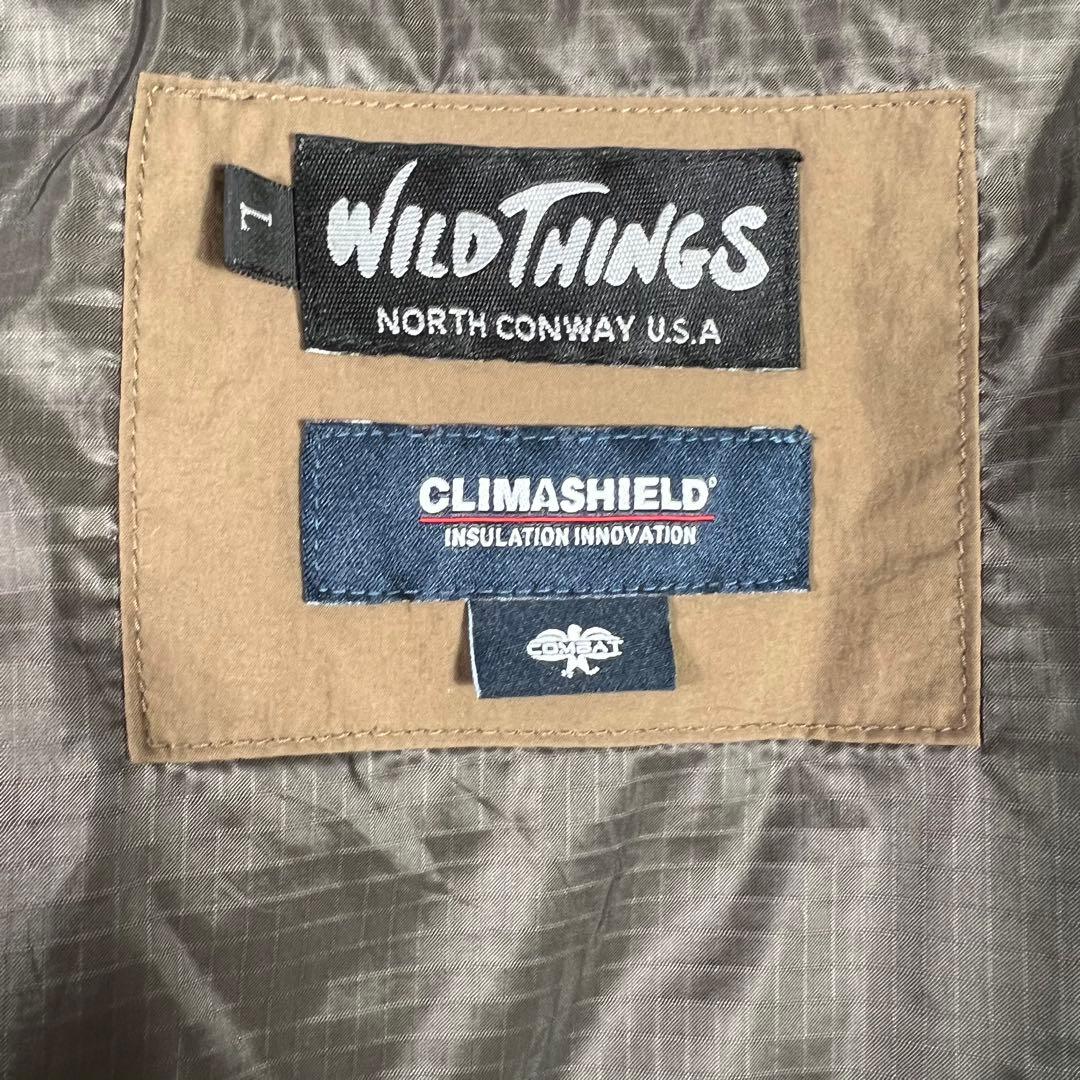 L
WILDTHINGS
NORTH CONWAY U.S.A
CLIMASHIELD®
INSULATION INNOVATION
COMBAT